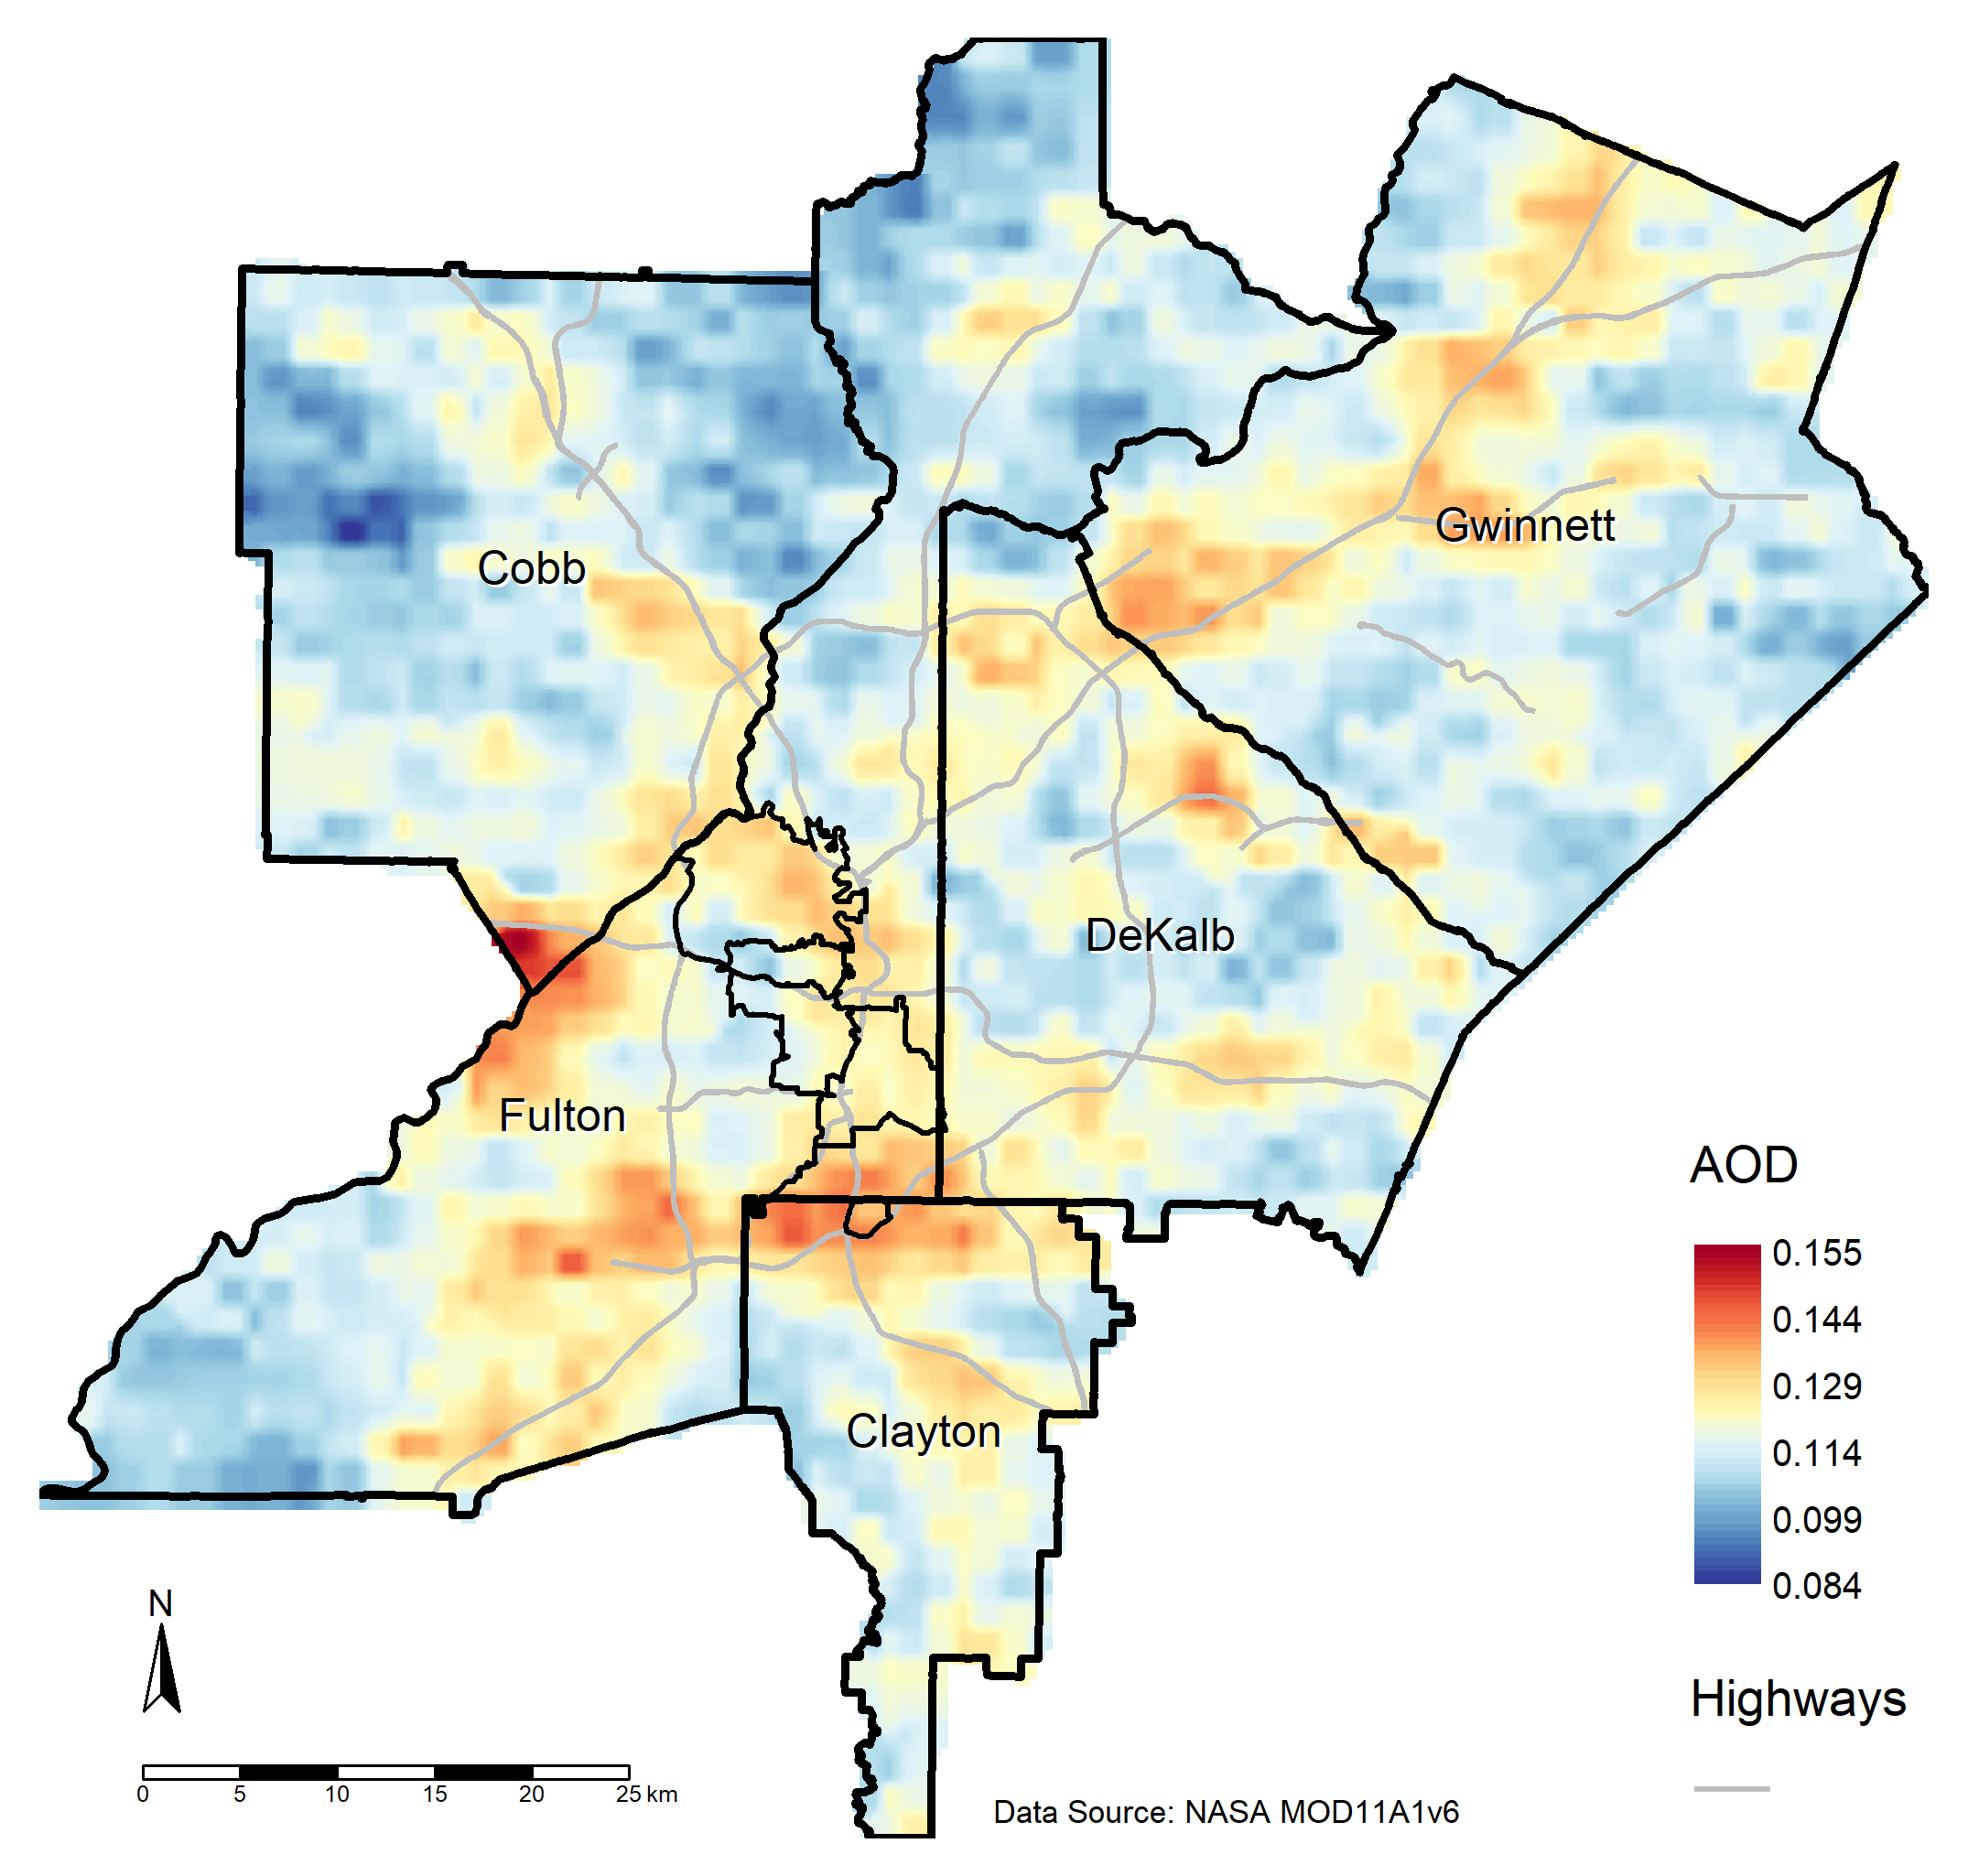 Gwinnett
Cobb
DeKalb
Fulton
Clayton
AOD
0.155
0.144
0.129
0.114
0.099
0.084
Highways
N
0 5 10 15 20 25 km
Data Source: NASA MOD11A1v6